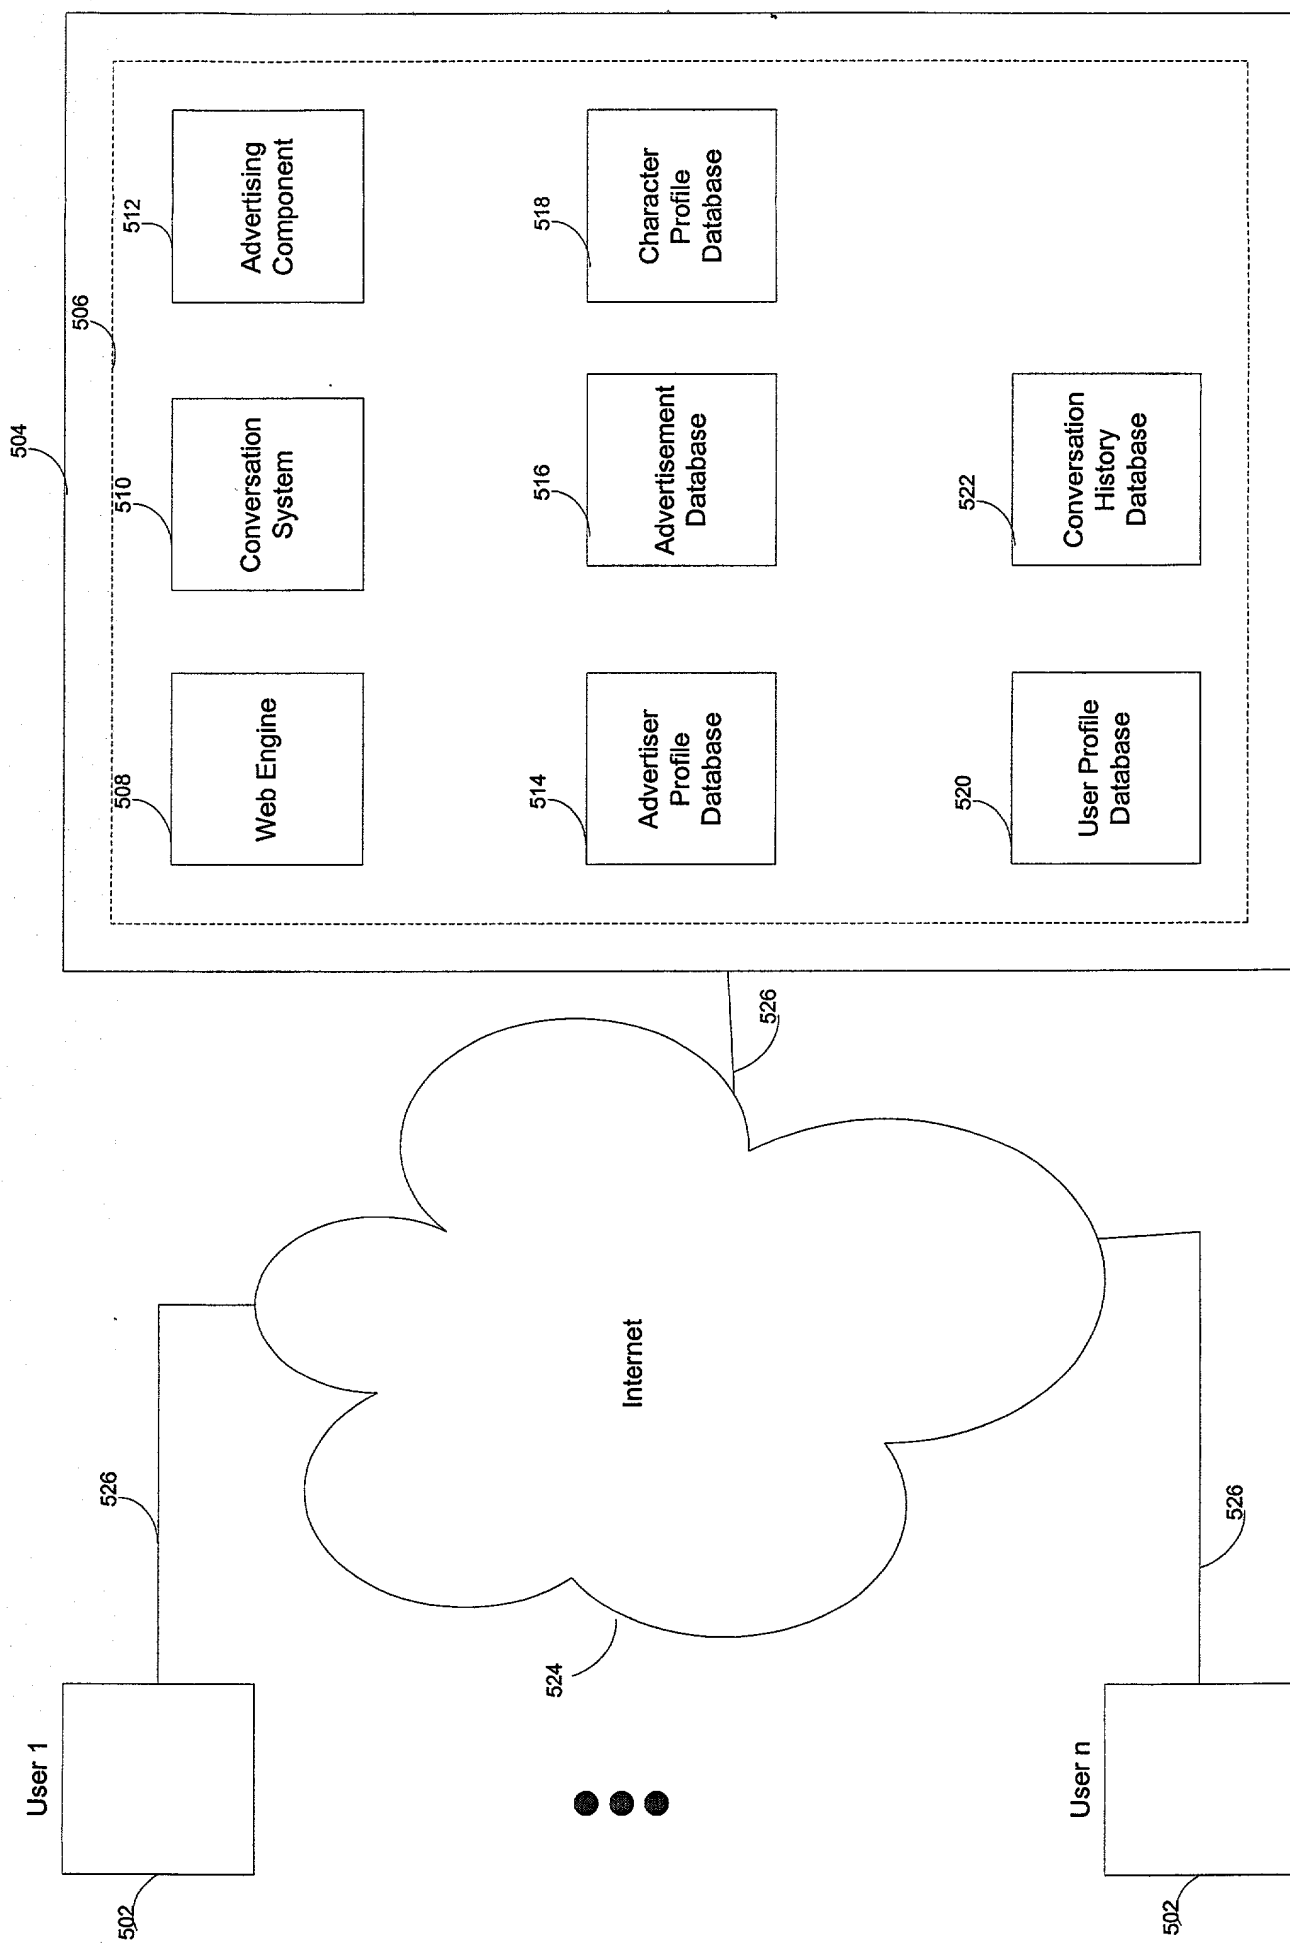 504
User 1
506
502
526
508
510
512
Web Engine
Conversation
System
Advertising
Component
524
Internet
514
516
518
Advertiser
Profile
Database
Advertisement
Database
Character
Profile
Database
526
520
522
User Profile
Database
Conversation
History
Database
User n
502
526